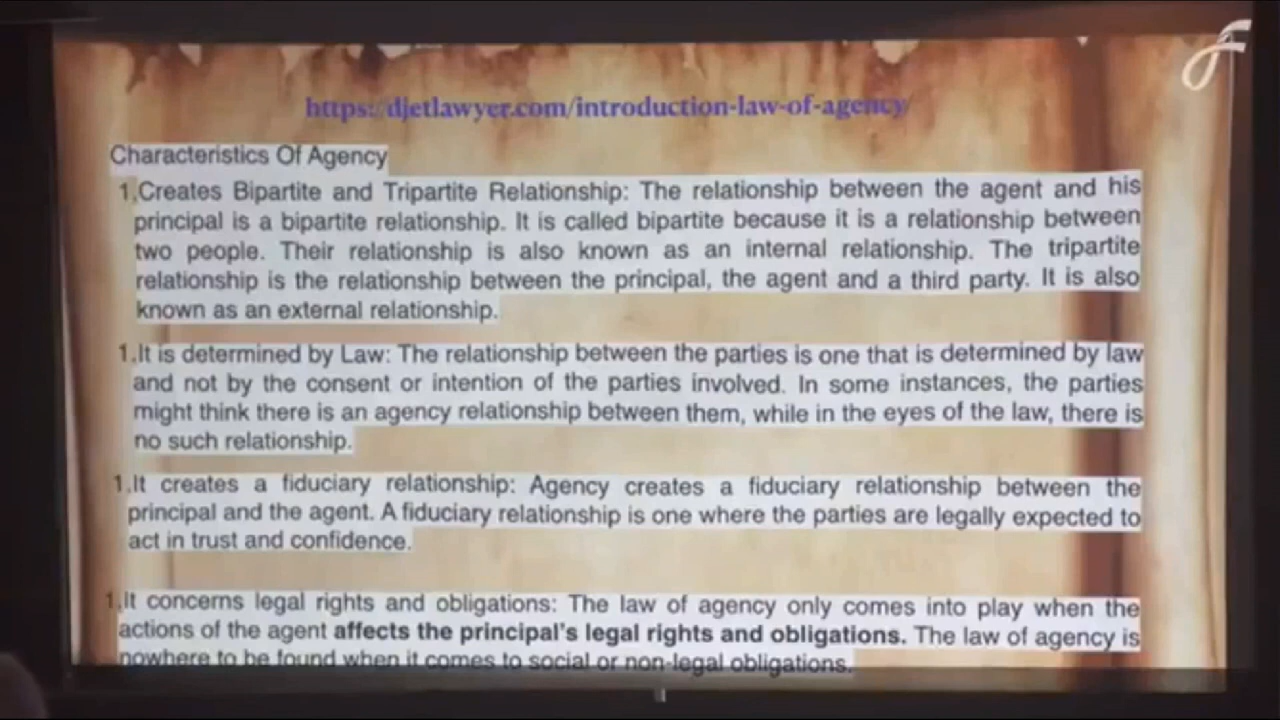 https://djetlawyer.com/introduction-law-of-agency/
Characteristics Of Agency
1.Creates Bipartite and Tripartite Relationship: The relationship between the agent and his
principal is a bipartite relationship. It is called bipartite because it is a relationship between
two people. Their relationship is also known as an internal relationship. The tripartite
relationship is the relationship between the principal, the agent and a third party. It is also
known as an external relationship.
1.It is determined by Law: The relationship between the parties is one that is determined by law
and not by the consent or intention of the parties involved. In some instances, the parties
might think there is an agency relationship between them, while in the eyes of the law, there is
no such relationship.
1.It creates a fiduciary relationship: Agency creates a fiduciary relationship between the
principal and the agent. A fiduciary relationship is one where the parties are legally expected to
act in trust and confidence.
1.It concerns legal rights and obligations: The law of agency only comes into play when the
actions of the agent affects the principal's legal rights and obligations. The law of agency is
nowhere to be found when it comes to social or non-legal obligations.